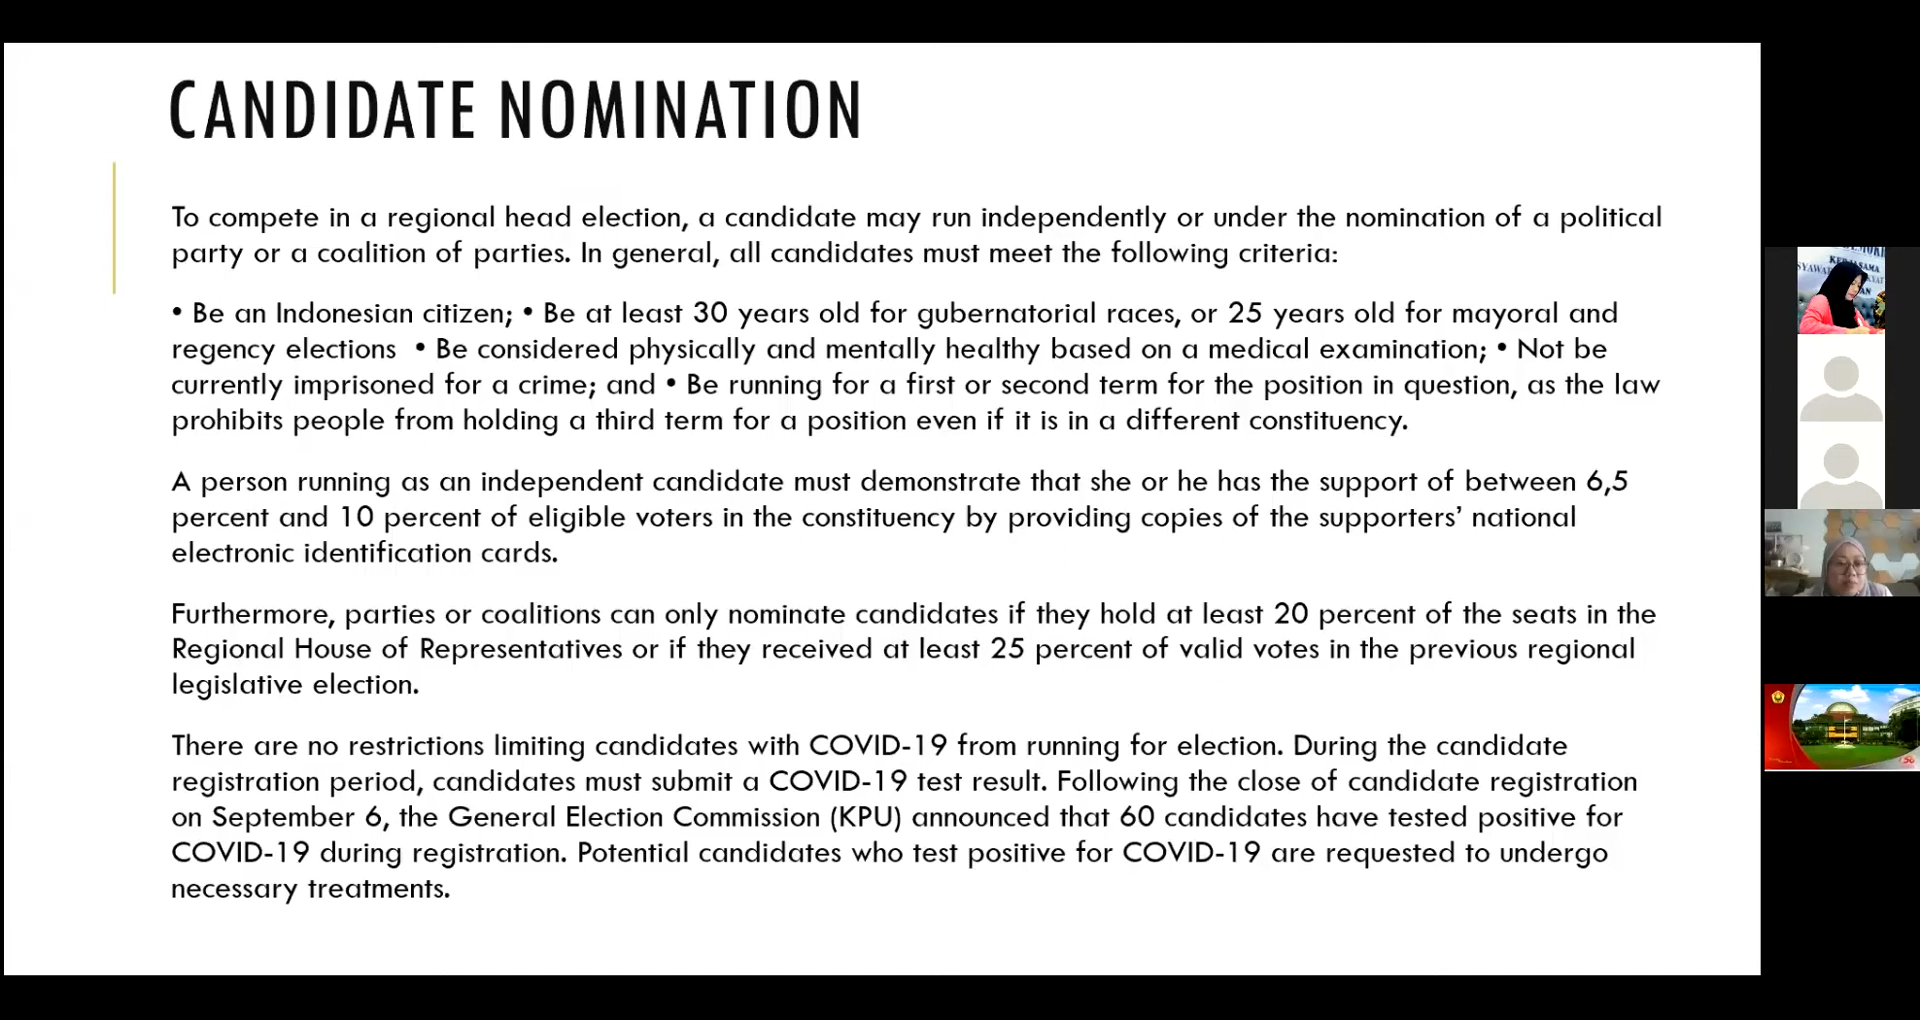 CANDIDATE NOMINATION
To compete in a regional head election, a candidate may run independently or under the nomination of a political
party or a coalition of parties. In general, all candidates must meet the following criteria:
• Be an Indonesian citizen; • Be at least 30 years old for gubernatorial races, or 25 years old for mayoral and
regency elections • Be considered physically and mentally healthy based on a medical examination; • Not be
currently imprisoned for a crime; and • Be running for a first or second term for the position in question, as the law
prohibits people from holding a third term for a position even if it is in a different constituency.
A person running as an independent candidate must demonstrate that she or he has the support of between 6,5
percent and 10 percent of eligible voters in the constituency by providing copies of the supporters’ national
electronic identification cards.
Furthermore, parties or coalitions can only nominate candidates if they hold at least 20 percent of the seats in the
Regional House of Representatives or if they received at least 25 percent of valid votes in the previous regional
legislative election.
There are no restrictions limiting candidates with COVID-19 from running for election. During the candidate
registration period, candidates must submit a COVID-19 test result. Following the close of candidate registration
on September 6, the General Election Commission (KPU) announced that 60 candidates have tested positive for
COVID-19 during registration. Potential candidates who test positive for COVID-19 are requested to undergo
necessary treatments.
KERJASAMA